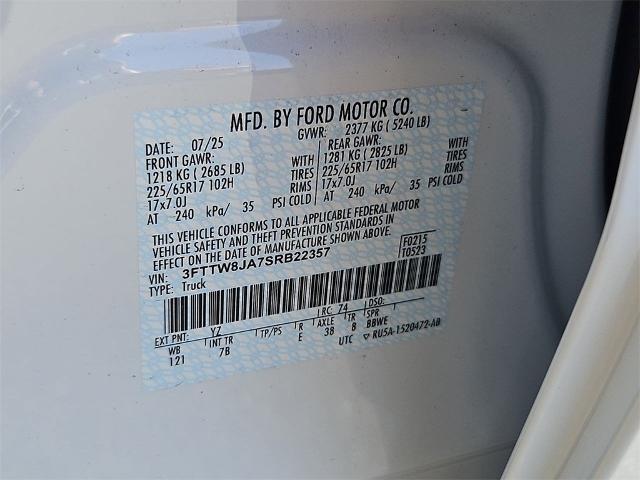 MFD. BY FORD MOTOR CO.
DATE: 07/25 GVWR: 2377 KG ( 5240 LB)
FRONT GAWR: REAR GAWR:
1218 KG ( 2685 LB) WITH 1281 KG ( 2825 LB) WITH
225/65R17 102H TIRES 225/65R17 102H TIRES
17x7.0J RIMS 17x7.0J RIMS
AT 240 kPa/ 35 PSI COLD AT 240 kPa/ 35 PSI COLD
THIS VEHICLE CONFORMS TO ALL APPLICABLE FEDERAL MOTOR
VEHICLE SAFETY AND THEFT PREVENTION STANDARDS IN
EFFECT ON THE DATE OF MANUFACTURE SHOWN ABOVE. F0215
VIN: 3FTTW8JA7SRB22357 T0523
TYPE: Truck
EXT PNT: YZ RC: 74 DSO:
WB INT TR TP/PS R AXLE TR SPR
121 7B E 3B 8 BBWE
UTC ▽ RU5A-1520472-AB